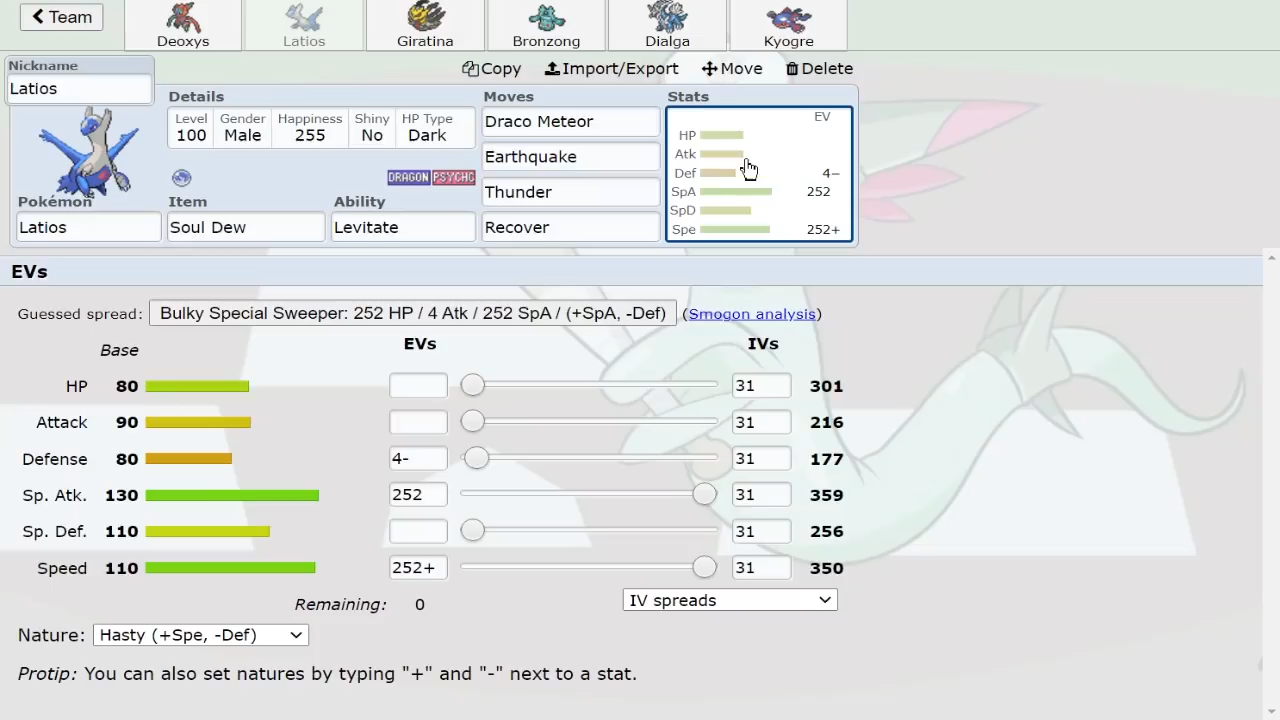 Team
Deoxys
Latios
Giratina
Bronzong
Dialga
Kyogre
Nickname
Latios
Copy
Import/Export
Move
Delete
Details
Level
100
Gender
Male
Happiness
255
Shiny
No
HP Type
Dark
DRAGON PSYCHC
Pokémon
Latios
Item
Soul Dew
Ability
Levitate
Moves
Draco Meteor
Earthquake
Thunder
Recover
Stats
EV
HP
Atk
Def 4−
SpA 252
SpD
Spe 252+
EVs
Guessed spread: Bulky Special Sweeper: 252 HP / 4 Atk / 252 SpA / (+SpA, -Def) (Smogon analysis)
Base EVs IVs
HP 80 31 301
Attack 90 31 216
Defense 80 4- 31 177
Sp. Atk. 130 252 31 359
Sp. Def. 110 31 256
Speed 110 252+ 31 350
Remaining: 0 IV spreads
Nature: Hasty (+Spe, -Def)
Protip: You can also set natures by typing "+" and "-" next to a stat.